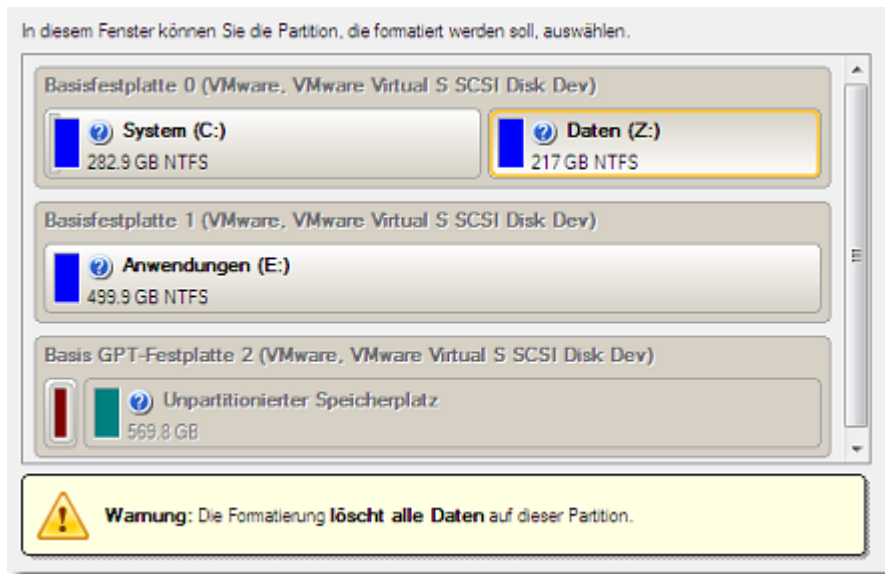 In diesem Fenster können Sie die Partition, die formatiert werden soll, auswählen.
Basisfestplatte 0 (VMware, VMware Virtual S SCSI Disk Dev)
System (C:)
282.9 GB NTFS
Daten (Z:)
217 GB NTFS
Basisfestplatte 1 (VMware, VMware Virtual S SCSI Disk Dev)
Anwendungen (E:)
499.9 GB NTFS
Basis GPT-Festplatte 2 (VMware, VMware Virtual S SCSI Disk Dev)
Unpartitionierter Speicherplatz
569.8 GB
Warnung: Die Formatierung löscht alle Daten auf dieser Partition.